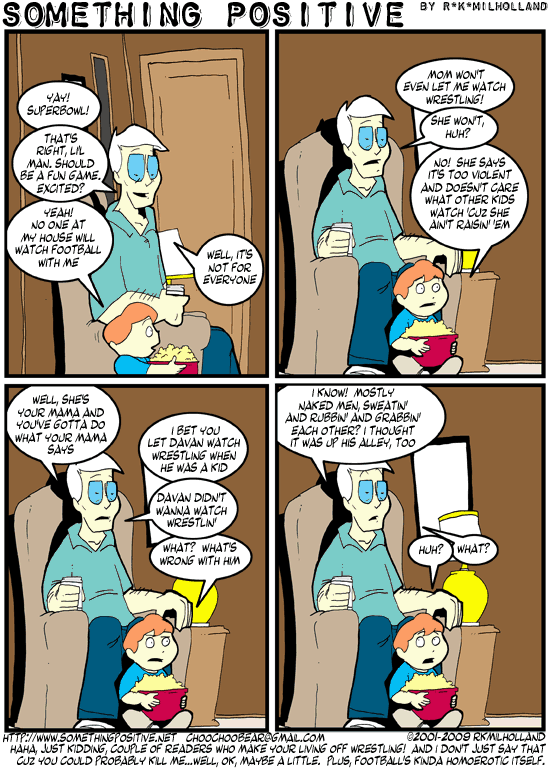 SOMETHING POSITIVE
BY R*K*MILHOLLAND
YAY!
SUPERBOWL!
THAT'S
RIGHT, LI'L
MAN. SHOULD
BE A FUN GAME.
EXCITED?
YEAH!
NO ONE AT
MY HOUSE WILL
WATCH FOOTBALL
WITH ME
WELL, IT'S
NOT FOR
EVERYONE
MOM WON'T
EVEN LET ME WATCH
WRESTLING!
SHE WON'T,
HUH?
NO! SHE SAYS
IT'S TOO VIOLENT
AND DOESN'T CARE
WHAT OTHER KIDS
WATCH 'CUZ SHE
AIN'T RAISIN' 'EM
WELL, SHE'S
YOUR MAMA AND
YOU'VE GOTTA DO
WHAT YOUR MAMA
SAYS
I BET YOU
LET DAVAN WATCH
WRESTLING WHEN
HE WAS A KID
DAVAN DIDN'T
WANNA WATCH
WRESTLIN'
WHAT? WHAT'S
WRONG WITH HIM
I KNOW! MOSTLY
NAKED MEN, SWEATIN'
AND RUBBIN' AND GRABBIN'
EACH OTHER? I THOUGHT
IT WAS UP HIS ALLEY, TOO
HUH?
WHAT?
HTTP://WWW.SOMETHINGPOSITIVE.NET CHOOCHOOBEAR@GMAIL.COM ©2001-2009 RKMILHOLLAND
HAHA, JUST KIDDING, COUPLE OF READERS WHO MAKE YOUR LIVING OFF WRESTLING! AND I DON'T JUST SAY THAT
CUZ YOU COULD PROBABLY KILL ME...WELL, OK, MAYBE A LITTLE. PLUS, FOOTBALL'S KINDA HOMOEROTIC ITSELF.